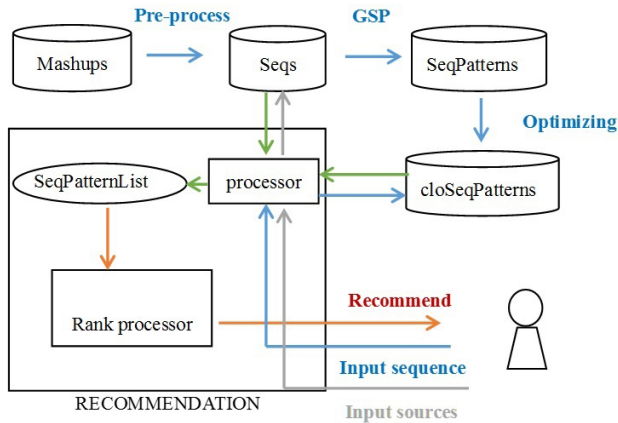 Pre-process
GSP
Mashups
Seqs
SeqPatterns
Optimizing
SeqPatternList
processor
cloSeqPatterns
Recommend
Rank processor
Input sequence
RECOMMENDATION
Input sources